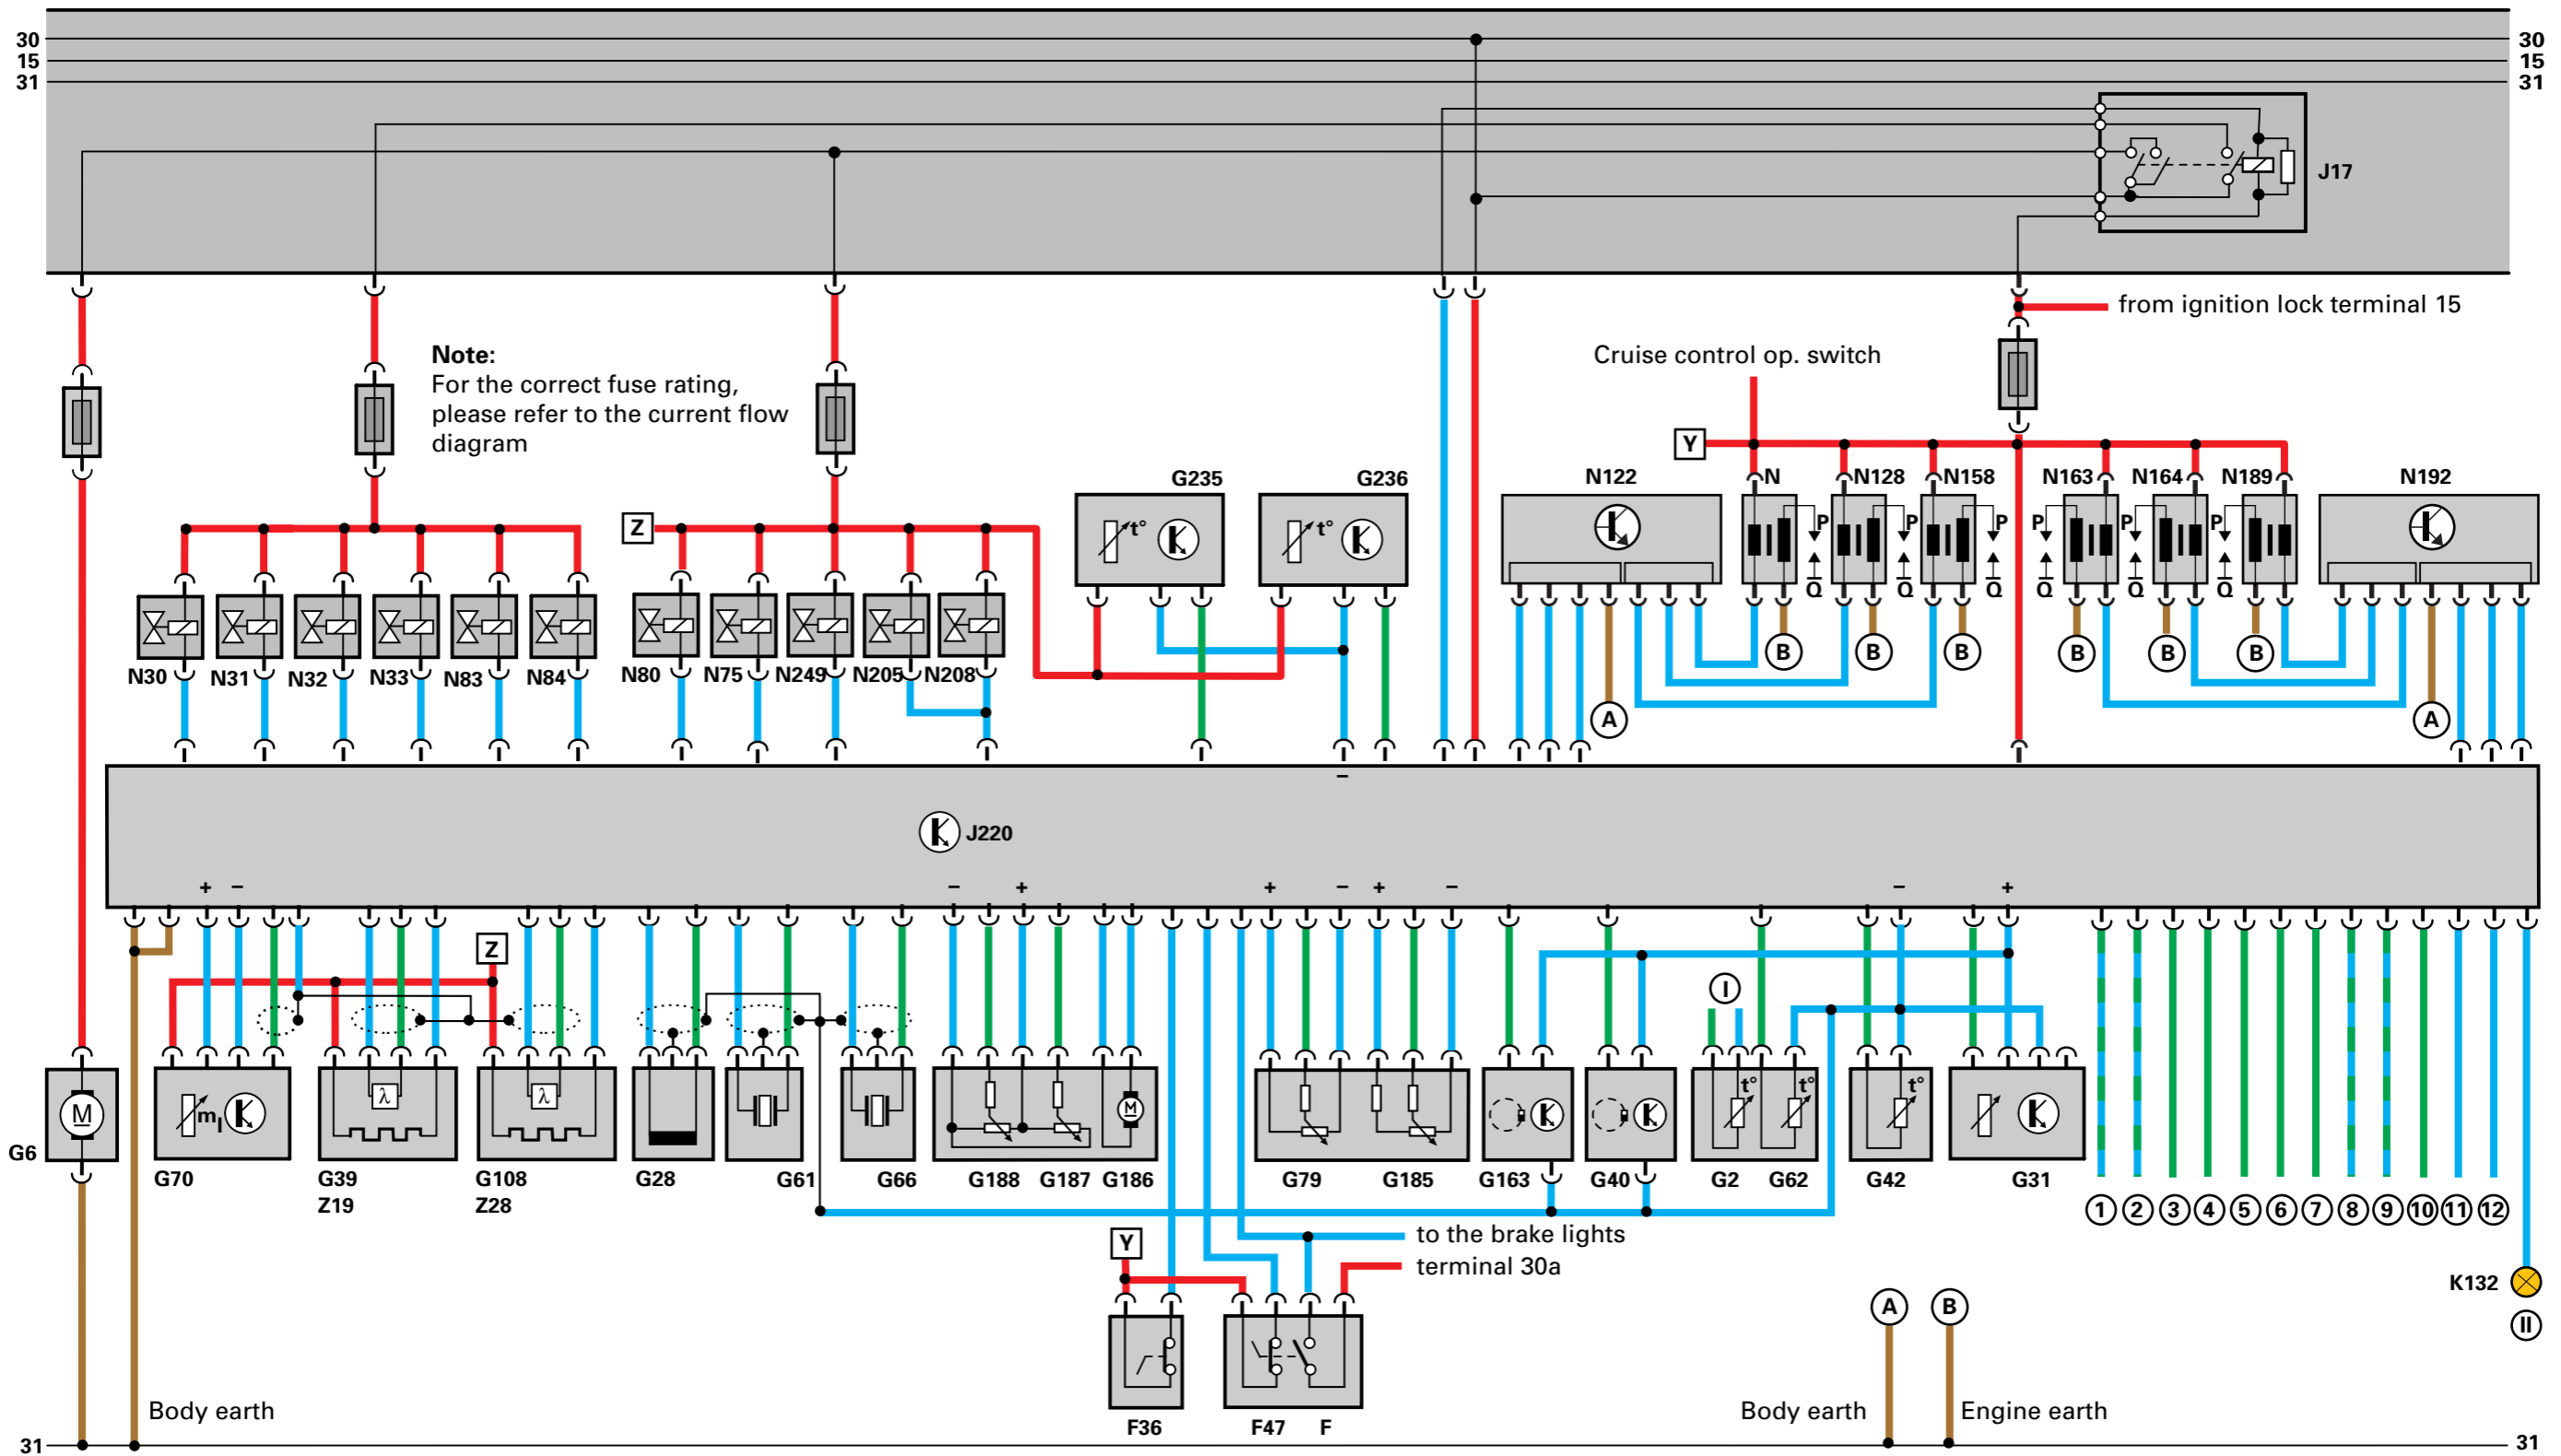 30 30
15 15
31 31
J17
from ignition lock terminal 15
Note:
For the correct fuse rating,
please refer to the current flow
diagram
Cruise control op. switch
Y
G235 G236 N122 N N128 N158 N163 N164 N189 N192
Z
t° t°
P P P P P P
Q Q Q Q Q Q
B B B B B B
N30 N31 N32 N33 N83 N84 N80 N75 N249 N205 N208
A A
–
J220
+ – – + + – + – – +
Z
I
M
G6
m I
λ λ
M
t° t° t°
G70 G39 G108 G28 G61 G66 G188 G187 G186 G79 G185 G163 G40 G2 G62 G42 G31
Z19 Z28
1 2 3 4 5 6 7 8 9 10 11 12
to the brake lights
Y
terminal 30a
K132
A B
II
Body earth
F36 F47 F
Body earth Engine earth
31 31